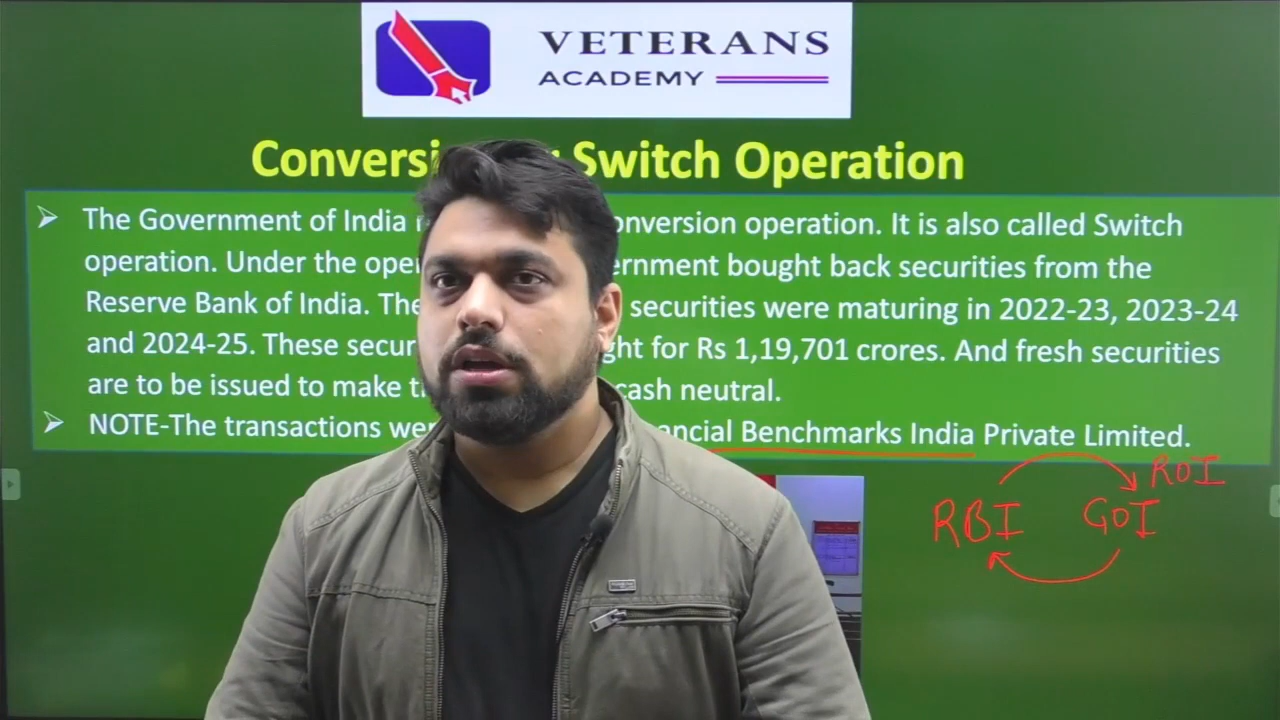 VETERANS
ACADEMY
Conversi Switch Operation
The Government of India onversion operation. It is also called Switch
operation. Under the ope ernment bought back securities from the
Reserve Bank of India. The securities were maturing in 2022-23, 2023-24
and 2024-25. These secur ght for Rs 1,19,701 crores. And fresh securities
are to be issued to make t cash neutral.
NOTE-The transactions wer ancial Benchmarks India Private Limited.
ROI
RBI GOI